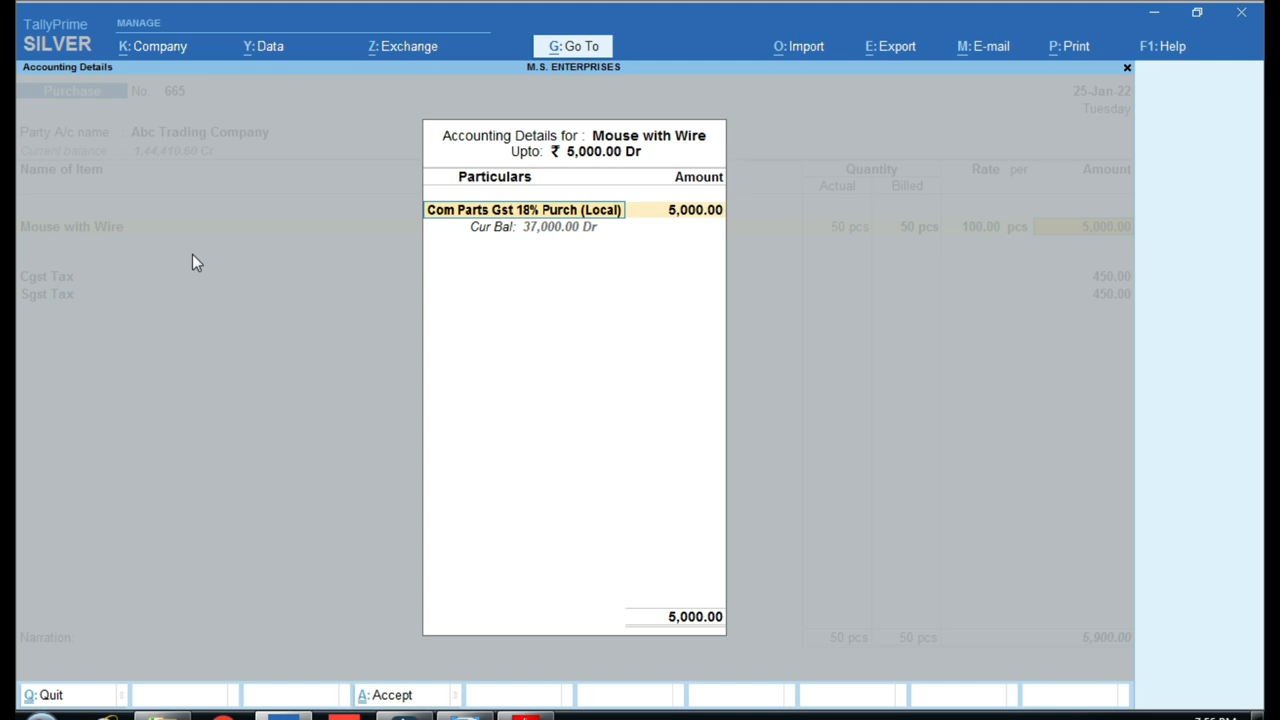 TallyPrime
MANAGE
SILVER
K: Company
Y: Data
Z: Exchange
G: Go To
O: Import
E: Export
M: E-mail
P: Print
F1: Help
Accounting Details
M.S. ENTERPRISES
Purchase No. 665
25-Jan-22
Tuesday
Party A/c name : Abc Trading Company
Current balance : 1,44,410.60 Cr
Name of Item
Quantity
Rate per
Amount
Actual
Billed
Mouse with Wire
50 pcs
50 pcs
100.00 pcs
5,000.00
Cgst Tax
450.00
Sgst Tax
450.00
Accounting Details for : Mouse with Wire
Upto: ₹ 5,000.00 Dr
Particulars
Amount
Com Parts Gst 18% Purch (Local)
5,000.00
Cur Bal: 37,000.00 Dr
5,000.00
Narration:
50 pcs
50 pcs
5,900.00
Q: Quit
A: Accept